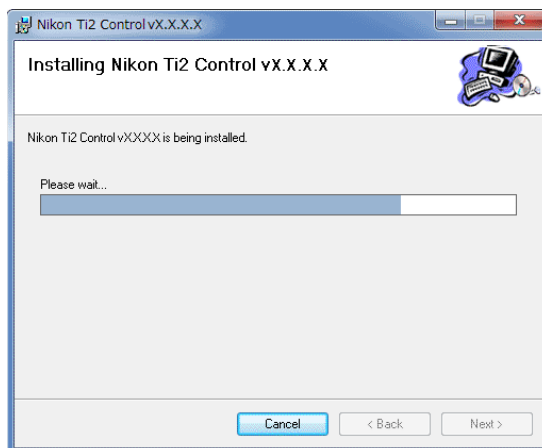 Nikon Ti2 Control vX.X.X.X
Installing Nikon Ti2 Control vX.X.X.X
Nikon Ti2 Control vXXXX is being installed.
Please wait...
Cancel
< Back
Next >